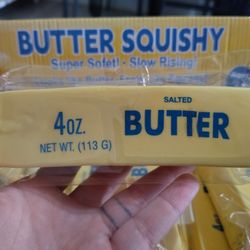 BUTTER SQUISHY
Super Soft! - Slow Rising!
SALTED
4oz.
BUTTER
NET WT. (113 G)